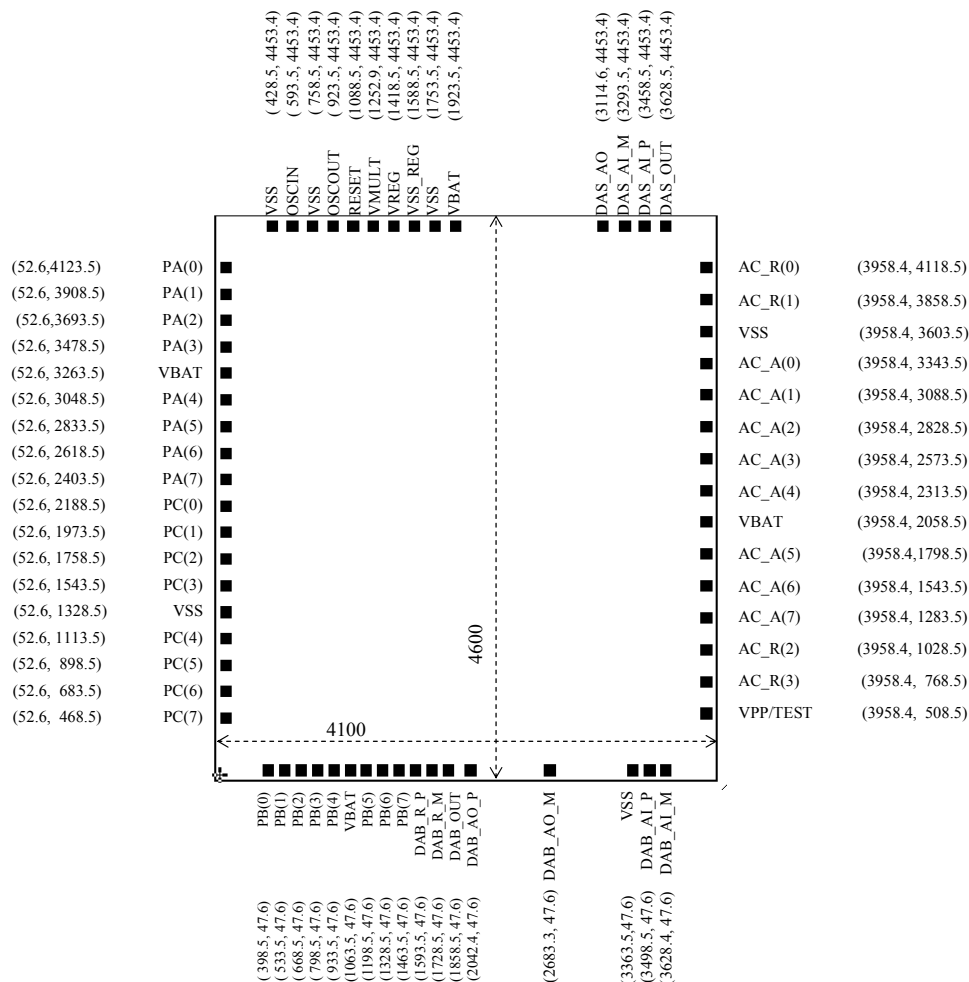 ( 428.5, 4453.4)
( 593.5, 4453.4)
( 758.5, 4453.4)
( 923.5, 4453.4)
(1088.5, 4453.4)
(1252.9, 4453.4)
(1418.5, 4453.4)
(1588.5, 4453.4)
(1753.5, 4453.4)
(1923.5, 4453.4)
(3114.6, 4453.4)
(3293.5, 4453.4)
(3458.5, 4453.4)
(3628.5, 4453.4)
VSS
OSCIN
VSS
OSCOUT
RESET
VMULT
VREG
VSS_REG
VSS
VBAT
DAS_AO
DAS_AI_M
DAS_AI_P
DAS_OUT
(52.6,4123.5) PA(0)
(52.6, 3908.5) PA(1)
(52.6,3693.5) PA(2)
(52.6, 3478.5) PA(3)
(52.6, 3263.5) VBAT
(52.6, 3048.5) PA(4)
(52.6, 2833.5) PA(5)
(52.6, 2618.5) PA(6)
(52.6, 2403.5) PA(7)
(52.6, 2188.5) PC(0)
(52.6, 1973.5) PC(1)
(52.6, 1758.5) PC(2)
(52.6, 1543.5) PC(3)
(52.6, 1328.5) VSS
(52.6, 1113.5) PC(4)
(52.6, 898.5) PC(5)
(52.6, 683.5) PC(6)
(52.6, 468.5) PC(7)
AC_R(0) (3958.4, 4118.5)
AC_R(1) (3958.4, 3858.5)
VSS (3958.4, 3603.5)
AC_A(0) (3958.4, 3343.5)
AC_A(1) (3958.4, 3088.5)
AC_A(2) (3958.4, 2828.5)
AC_A(3) (3958.4, 2573.5)
AC_A(4) (3958.4, 2313.5)
VBAT (3958.4, 2058.5)
AC_A(5) (3958.4,1798.5)
AC_A(6) (3958.4, 1543.5)
AC_A(7) (3958.4, 1283.5)
AC_R(2) (3958.4, 1028.5)
AC_R(3) (3958.4, 768.5)
VPP/TEST (3958.4, 508.5)
4600
4100
PB(0)
PB(1)
PB(2)
PB(3)
PB(4)
VBAT
PB(5)
PB(6)
PB(7)
DAB_R_P
DAB_R_M
DAB_OUT
DAB_AO_P
DAB_AO_M
VSS
DAB_AI_P
DAB_AI_M
( 398.5, 47.6)
( 533.5, 47.6)
( 668.5, 47.6)
( 798.5, 47.6)
( 933.5, 47.6)
(1063.5, 47.6)
(1198.5, 47.6)
(1328.5, 47.6)
(1463.5, 47.6)
(1593.5, 47.6)
(1728.5, 47.6)
(1858.5, 47.6)
(2042.4, 47.6)
(2683.3, 47.6)
(3363.5,47.6)
(3498.5, 47.6)
(3628.4, 47.6)